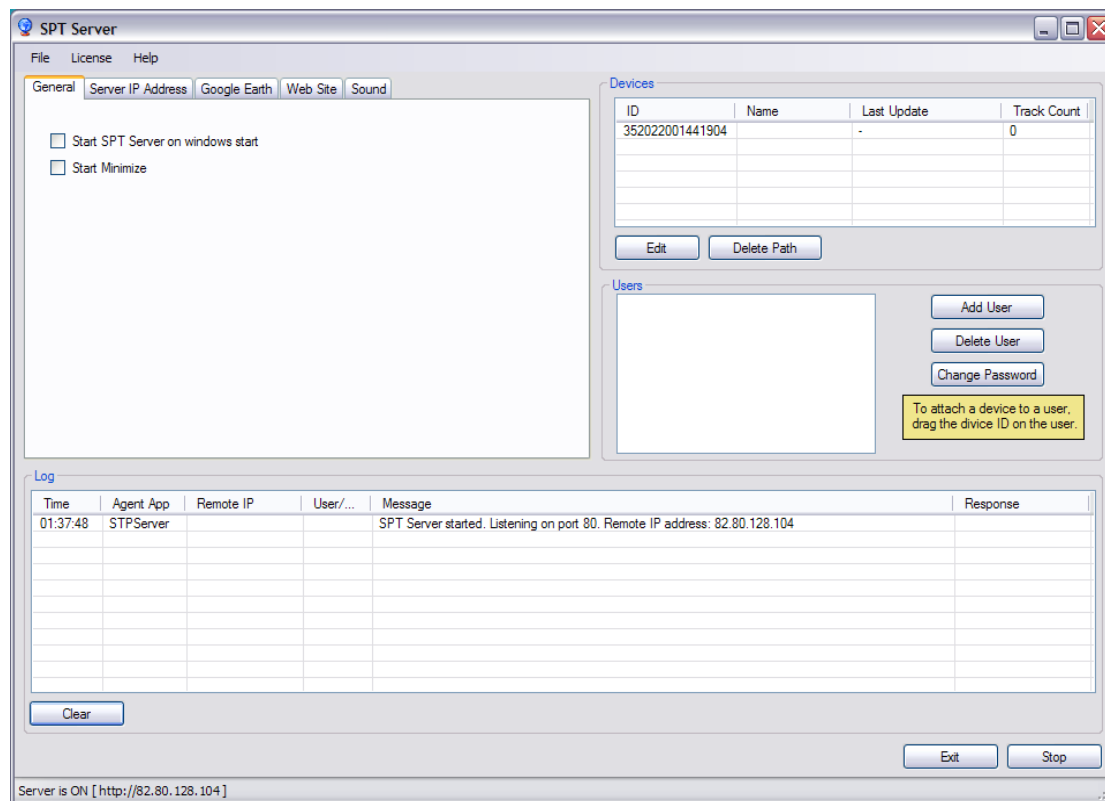 SPT Server
File License Help
General Server IP Address Google Earth Web Site Sound
Start SPT Server on windows start
Start Minimize
Devices
ID Name Last Update Track Count
352022001441904 - 0
Edit Delete Path
Users
Add User
Delete User
Change Password
To attach a device to a user,
drag the divice ID on the user.
Log
Time Agent App Remote IP User/... Message Response
01:37:48 STPServer SPT Server started. Listening on port 80. Remote IP address: 82.80.128.104
Clear
Exit Stop
Server is ON [ http://82.80.128.104 ]